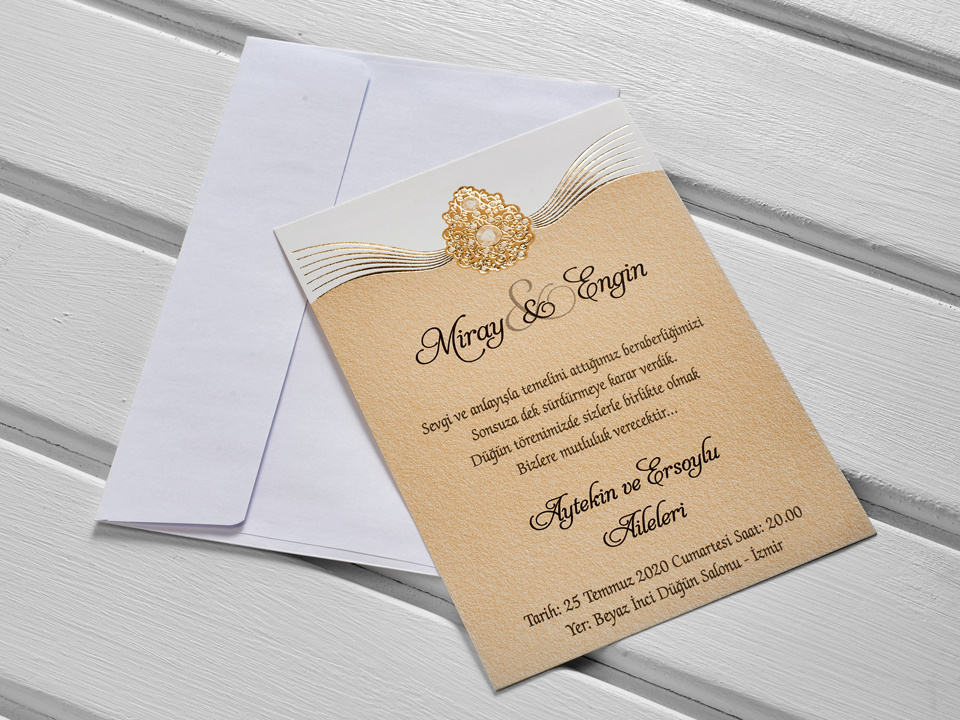 Miray & Engin
Sevgi ve anlayışla temelini attığımız beraberliğimizi
Sonsuza dek sürdürmeye karar verdik.
Düğün törenimizde sizlerle birlikte olmak
Bizlere mutluluk verecektir...
Aytekin ve Ersoylu
Aileleri
Tarih: 25 Temmuz 2020 Cumartesi Saat: 20.00
Yer: Beyaz İnci Düğün Salonu - İzmir